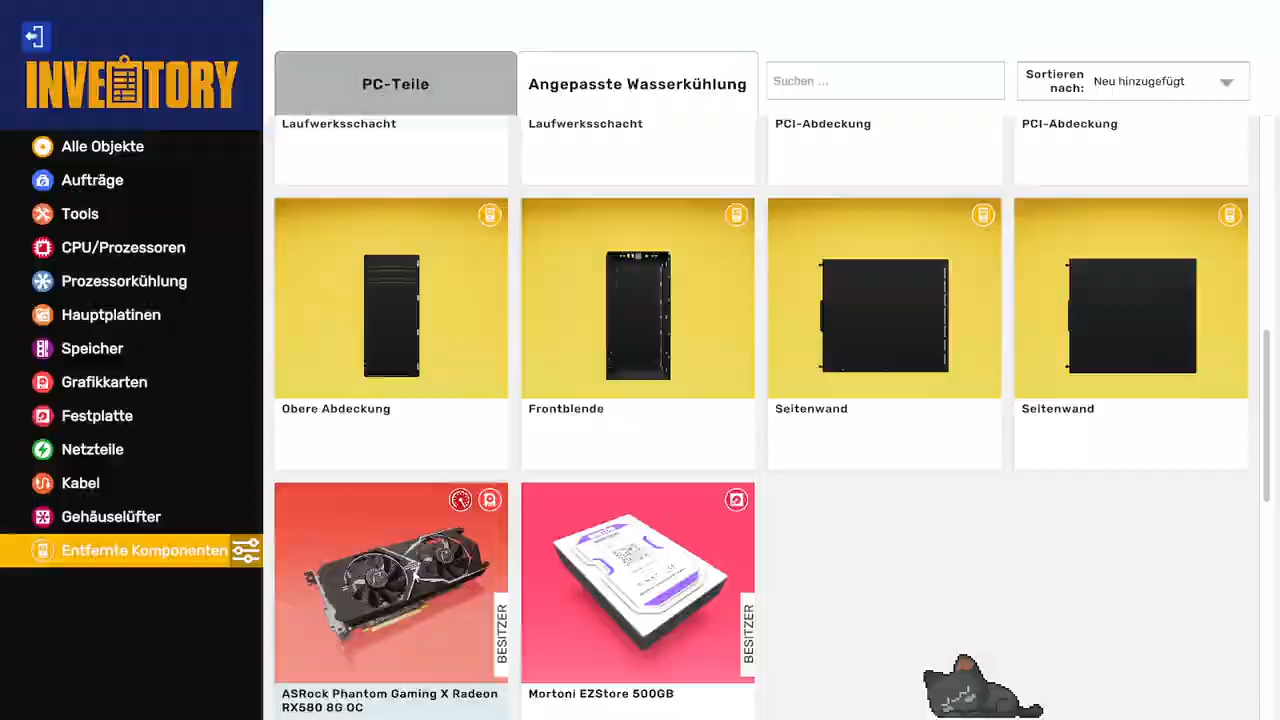 INVENTORY
PC-Teile
Angepasste Wasserkühlung
Suchen ...
Sortieren nach:
Neu hinzugefügt
Alle Objekte
Aufträge
Tools
CPU/Prozessoren
Prozessorkühlung
Hauptplatinen
Speicher
Grafikkarten
Festplatte
Netzteile
Kabel
Gehäuselüfter
Entfernte Komponenten
Laufwerksschacht
Laufwerksschacht
PCI-Abdeckung
PCI-Abdeckung
Obere Abdeckung
Frontblende
Seitenwand
Seitenwand
BESITZER
BESITZER
ASRock Phantom Gaming X Radeon
RX580 8G OC
Mortoni EZStore 500GB